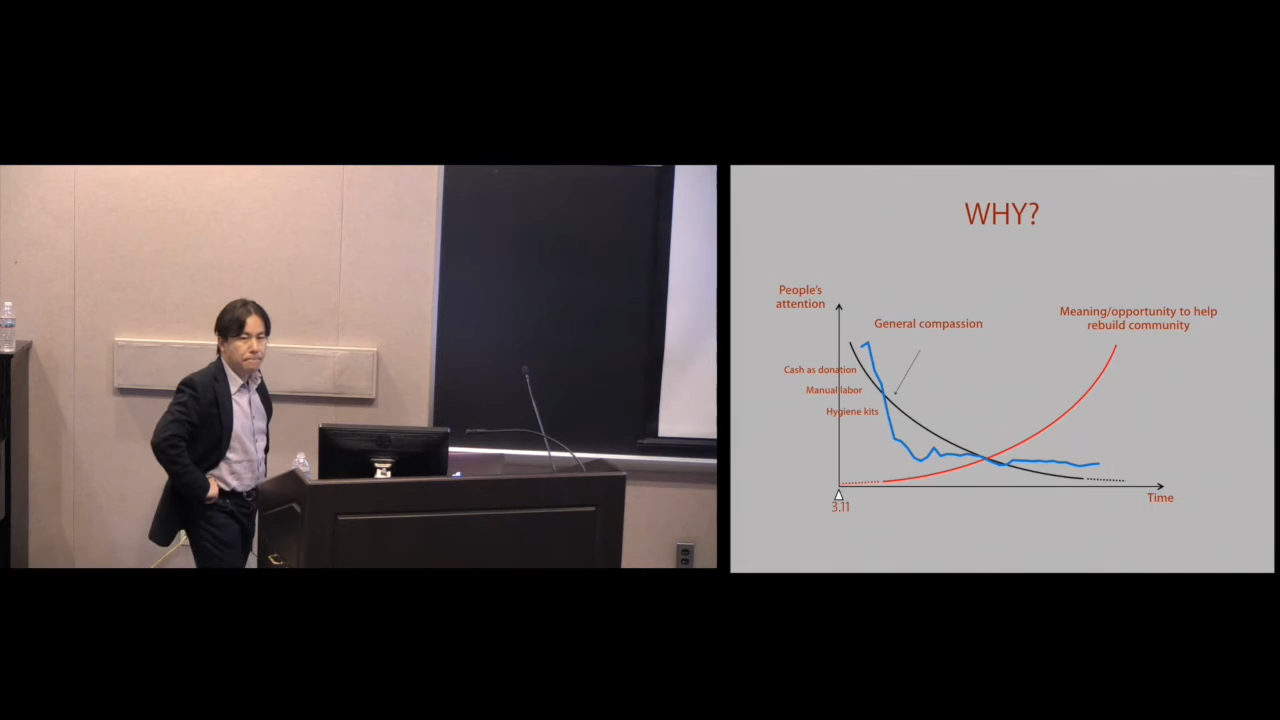 WHY?
People's
attention
General compassion
Meaning/opportunity to help
rebuild community
Cash as donation
Manual labor
Hygiene kits
3.11
Time